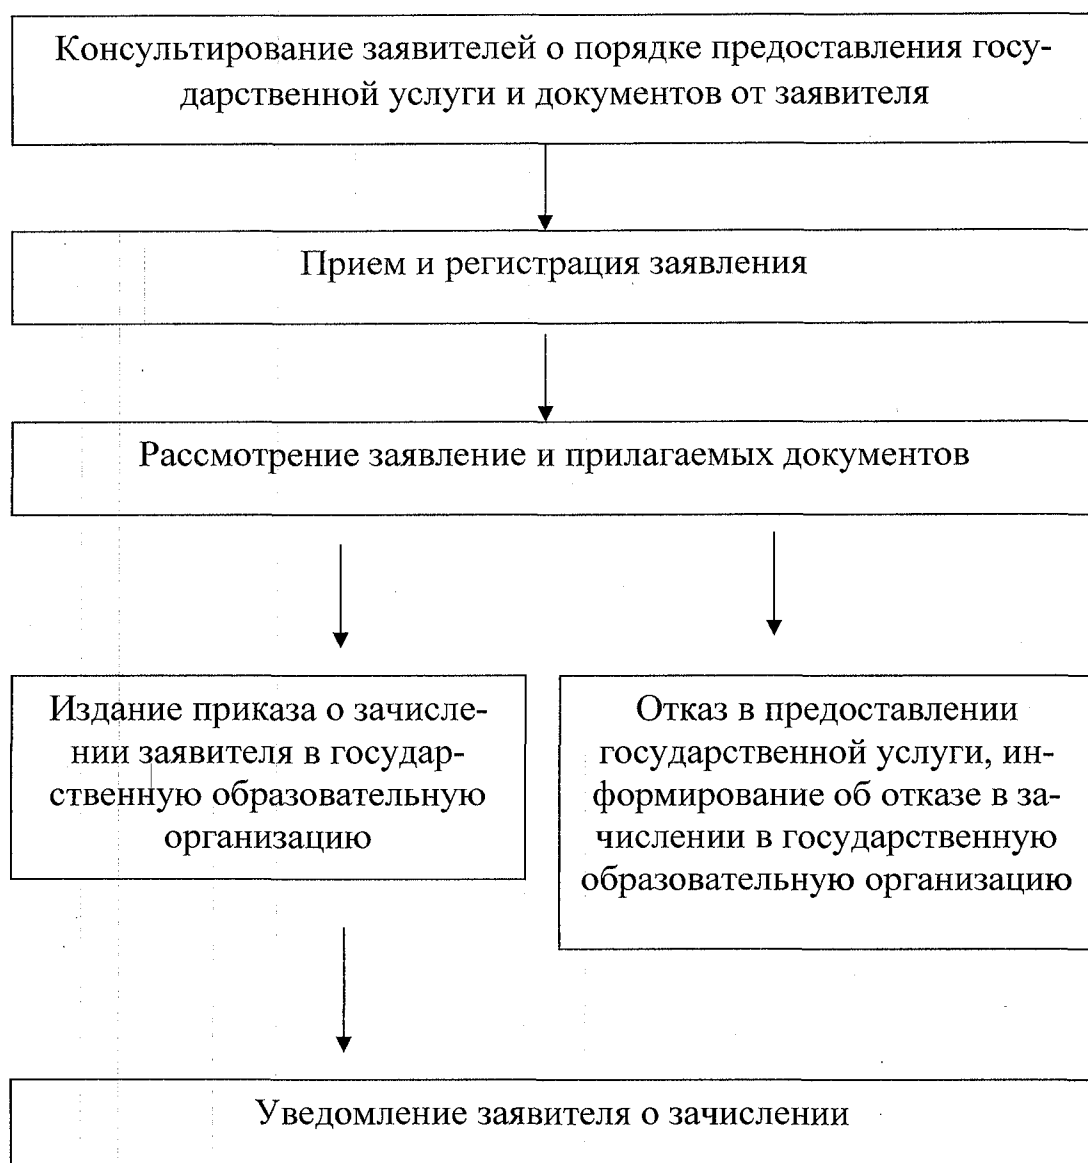 Консультирование заявителей о порядке предоставления госу-
дарственной услуги и документов от заявителя
Прием и регистрация заявления
Рассмотрение заявление и прилагаемых документов
Издание приказа о зачисле-
нии заявителя в государ-
ственную образовательную
организацию
Отказ в предоставлении
государственной услуги, ин-
формирование об отказе в за-
числении в государственную
образовательную организацию
Уведомление заявителя о зачислении